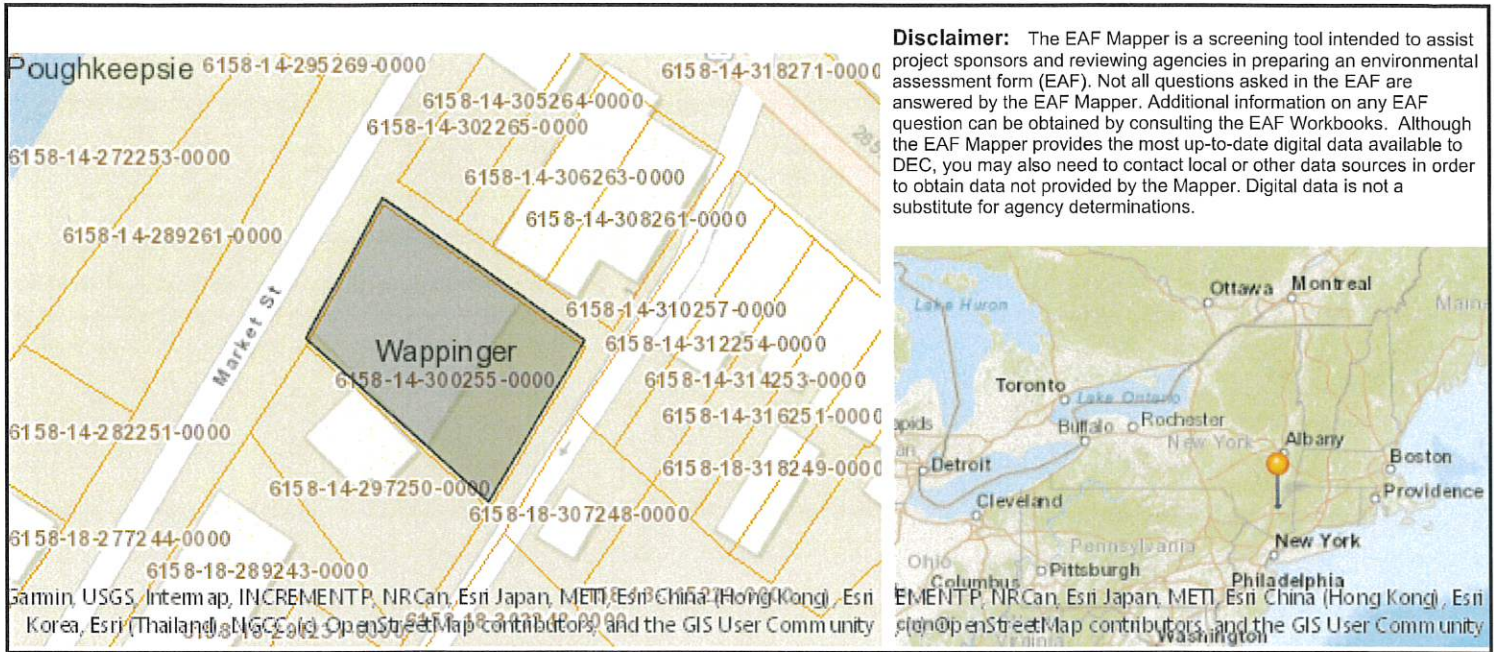 Poughkeepsie
6158-14-295269-0000
6158-14-318271-0000
6158-14-305264-0000
6158-14-302265-0000
6158-14-272253-0000
6158-14-306263-0000
6158-14-308261-0000
6158-14-289261-0000
Market St
6158-14-310257-0000
Wappinger
6158-14-312254-0000
6158-14-300255-0000
6158-14-314253-0000
6158-14-316251-0000
6158-14-282251-0000
6158-18-318249-0000
6158-14-297250-0000
6158-18-307248-0000
6158-18-277244-0000
6158-18-289243-0000
Garmin, USGS, Intermap, INCREMENTP, NRCan, Esri Japan, METI, Esri China (Hong Kong), Esri
Korea, Esri (Thailand), NGCC, (c) OpenStreetMap contributors, and the GIS User Community
Disclaimer: The EAF Mapper is a screening tool intended to assist
project sponsors and reviewing agencies in preparing an environmental
assessment form (EAF). Not all questions asked in the EAF are
answered by the EAF Mapper. Additional information on any EAF
question can be obtained by consulting the EAF Workbooks. Although
the EAF Mapper provides the most up-to-date digital data available to
DEC, you may also need to contact local or other data sources in order
to obtain data not provided by the Mapper. Digital data is not a
substitute for agency determinations.
Ottawa
Montreal
Lake Huron
Maine
Toronto
Lake Ontario
apids
Buffalo
Rochester
New York
Albany
Detroit
Boston
Providence
Cleveland
New York
Pennsylvania
Ohio
Pittsburgh
Columbus
Philadelphia
EMENTP, NRCan, Esri Japan, METI, Esri China (Hong Kong), Esri
(c) OpenStreetMap contributors, and the GIS User Community
Washington
Virginia